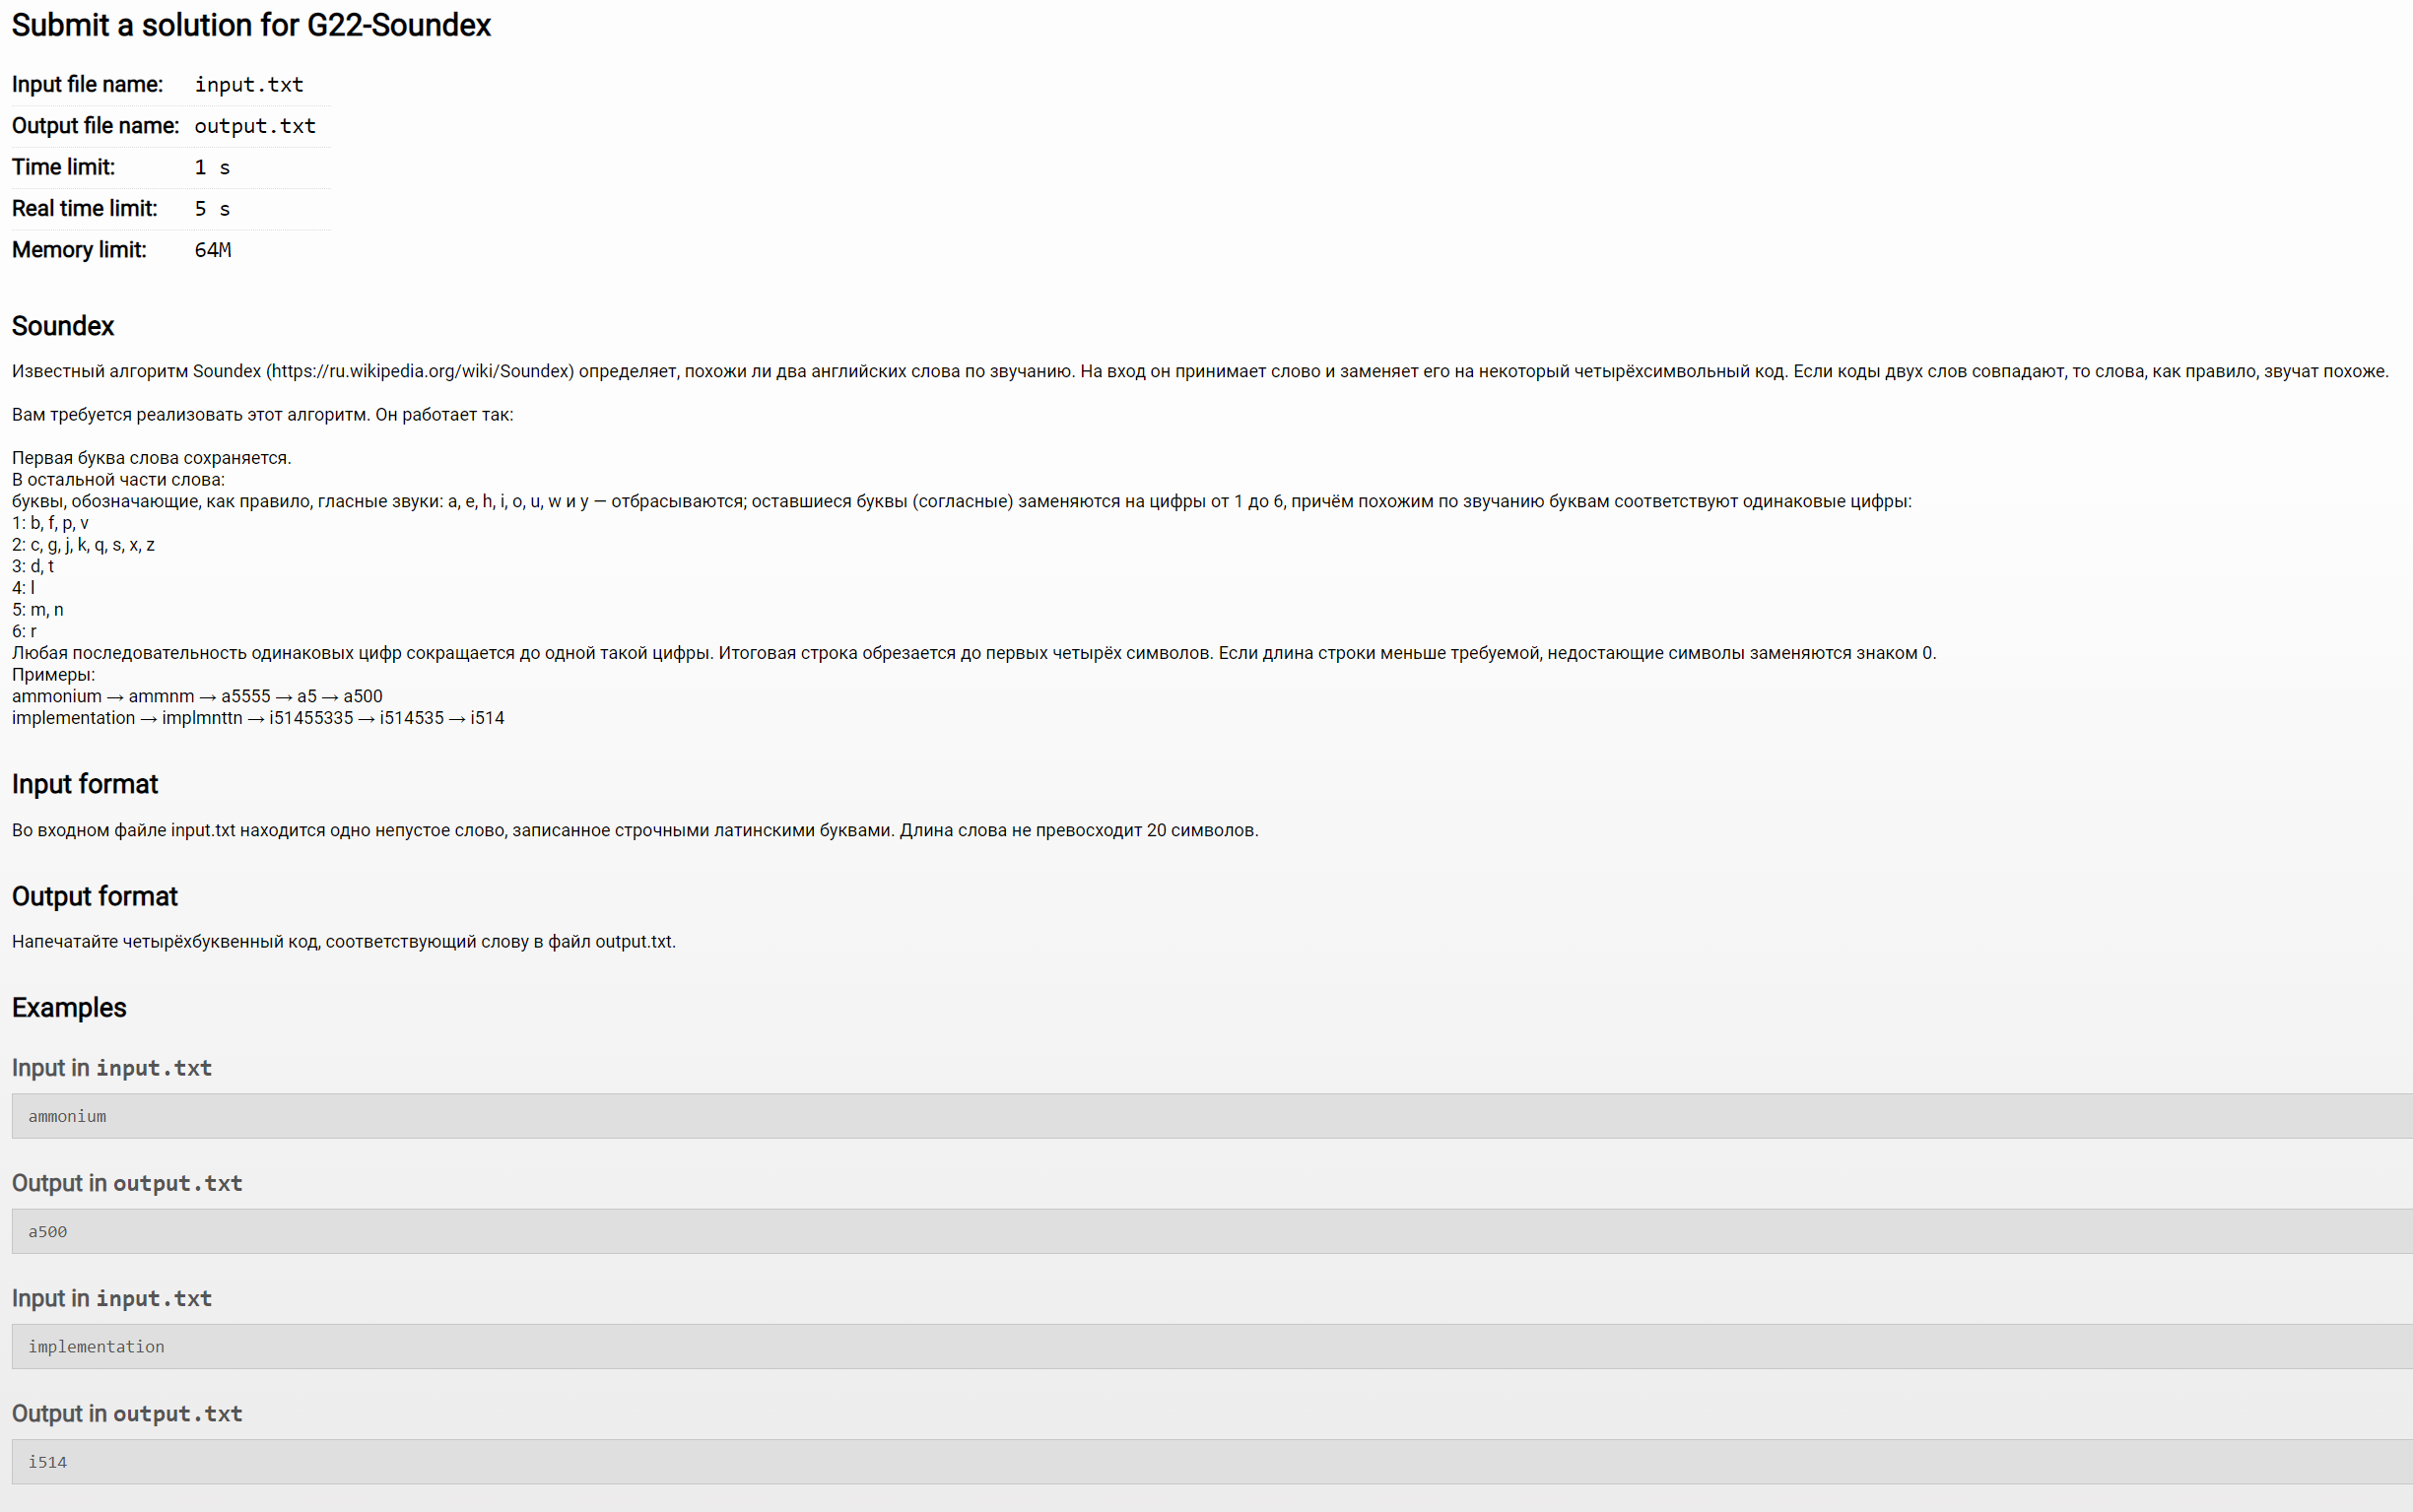 Submit a solution for G22-Soundex
Input file name: input.txt
Output file name: output.txt
Time limit: 1 s
Real time limit: 5 s
Memory limit: 64M
Soundex
Известный алгоритм Soundex (https://ru.wikipedia.org/wiki/Soundex) определяет, похожи ли два английских слова по звучанию. На вход он принимает слово и заменяет его на некоторый четырёхсимвольный код. Если коды двух слов совпадают, то слова, как правило, звучат похоже.
Вам требуется реализовать этот алгоритм. Он работает так:
Первая буква слова сохраняется.
В остальной части слова:
буквы, обозначающие, как правило, гласные звуки: a, e, h, i, o, u, w и y — отбрасываются; оставшиеся буквы (согласные) заменяются на цифры от 1 до 6, причём похожим по звучанию буквам соответствуют одинаковые цифры:
1: b, f, p, v
2: c, g, j, k, q, s, x, z
3: d, t
4: l
5: m, n
6: r
Любая последовательность одинаковых цифр сокращается до одной такой цифры. Итоговая строка обрезается до первых четырёх символов. Если длина строки меньше требуемой, недостающие символы заменяются знаком 0.
Примеры:
ammonium → ammnm → a5555 → a5 → a500
implementation → implmnttn → i51455335 → i514535 → i514
Input format
Во входном файле input.txt находится одно непустое слово, записанное строчными латинскими буквами. Длина слова не превосходит 20 символов.
Output format
Напечатайте четырёхбуквенный код, соответствующий слову в файл output.txt.
Examples
Input in input.txt
ammonium
Output in output.txt
a500
Input in input.txt
implementation
Output in output.txt
i514